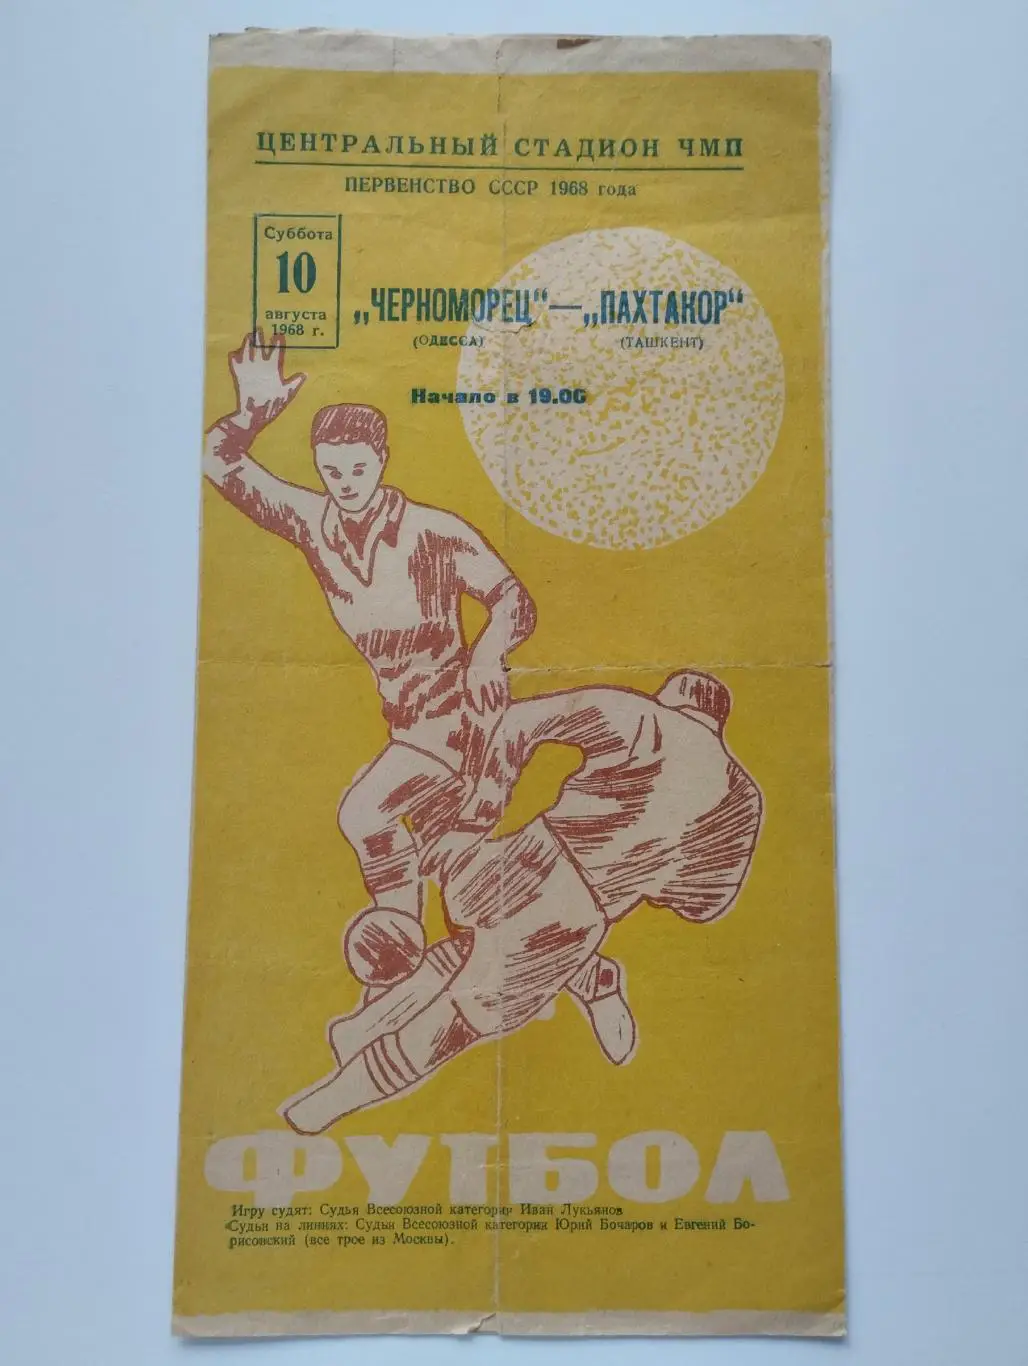 ЦЕНТРАЛЬНЫЙ СТАДИОН ЧМП
ПЕРВЕНСТВО СССР 1968 года
Суббота
10
августа
1968 г.
„ЧЕРНОМОРЕЦ“—„ПАХТАКОР“
(ОДЕССА) (ТАШКЕНТ)
Начало в 19.00
ФУТБОЛ
Игру судят: Судья Всесоюзной категории Иван Лукьянов
Судьи на линиях: Судьи Всесоюзной категории Юрий Бочаров и Евгений Бо-
рисовский (все трое из Москвы).